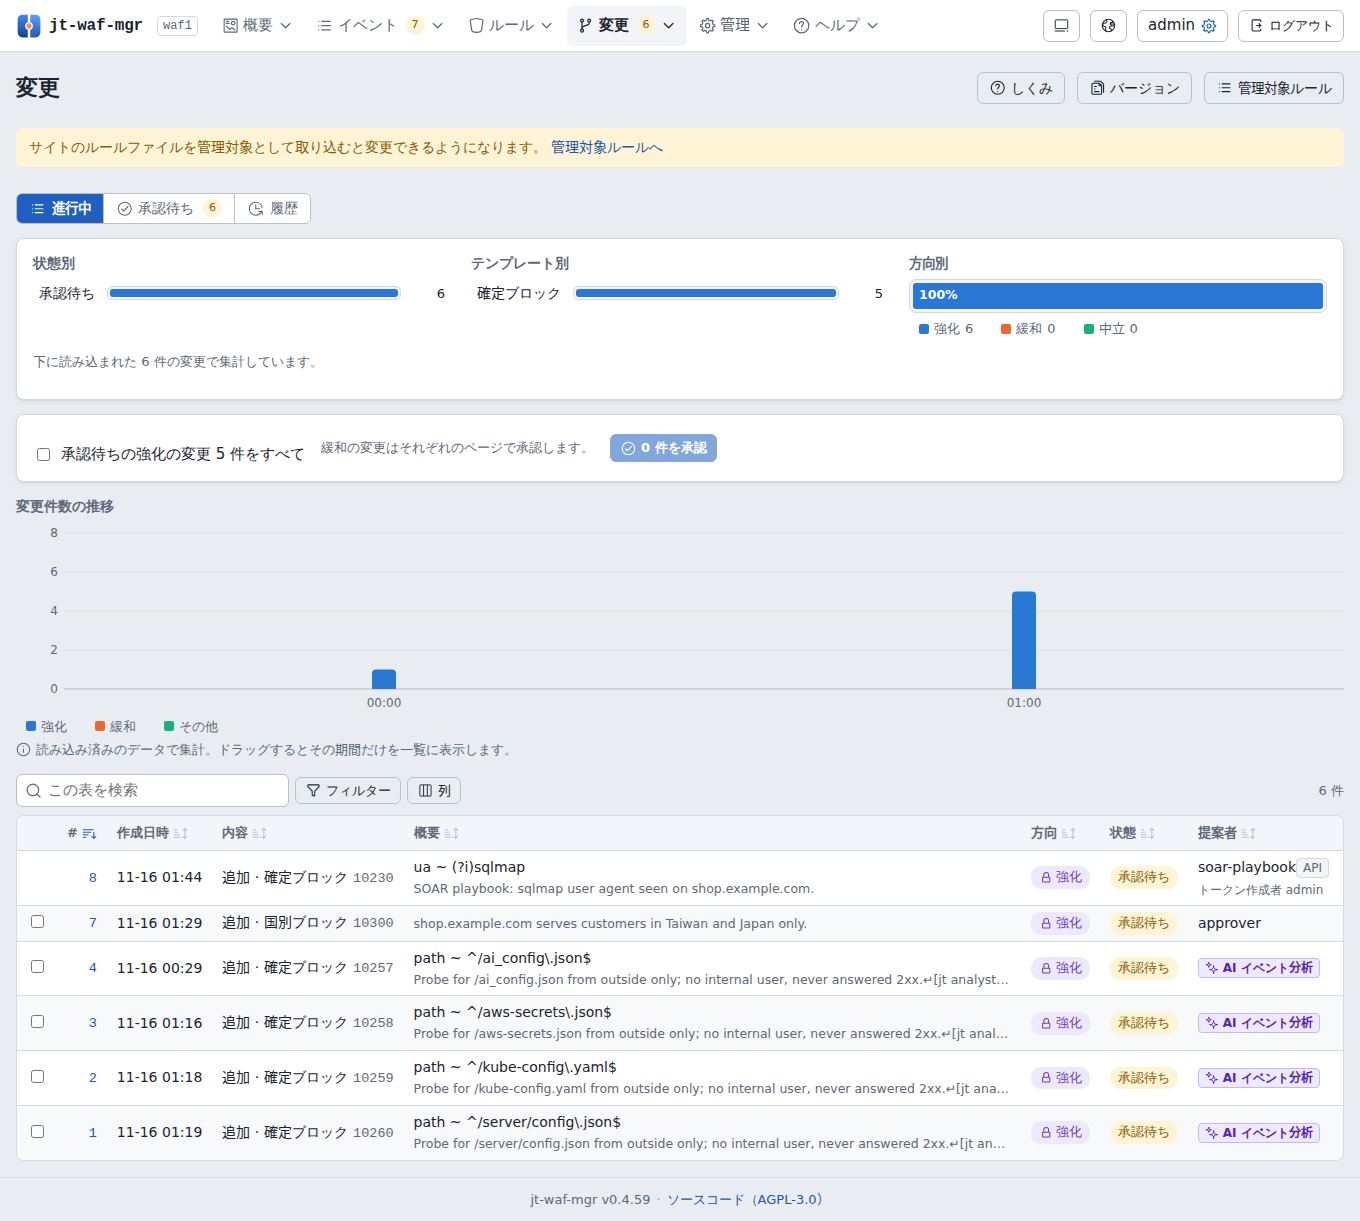 jt-waf-mgr waf1 概要 イベント 7 ルール 変更 6 管理 ヘルプ admin ログアウト
変更 しくみ バージョン 管理対象ルール
サイトのルールファイルを管理対象として取り込むと変更できるようになります。 管理対象ルールへ
進行中 承認待ち 6 履歴
状態別 テンプレート別 方向別
承認待ち 6 確定ブロック 5 100%
強化 6 緩和 0 中立 0
下に読み込まれた 6 件の変更で集計しています。
承認待ちの強化の変更 5 件をすべて 緩和の変更はそれぞれのページで承認します。 0 件を承認
変更件数の推移
8
6
4
2
0
00:00 01:00
強化 緩和 その他
読み込み済みのデータで集計。ドラッグするとその期間だけを一覧に表示します。
この表を検索 フィルター 列 6 件
# 作成日時 内容 概要 方向 状態 提案者
8 11-16 01:44 追加 · 確定ブロック 10230 ua ~ (?i)sqlmap 強化 承認待ち soar-playbook API
SOAR playbook: sqlmap user agent seen on shop.example.com. トークン作成者 admin
7 11-16 01:29 追加 · 国別ブロック 10300 shop.example.com serves customers in Taiwan and Japan only. 強化 承認待ち approver
4 11-16 00:29 追加 · 確定ブロック 10257 path ~ ^/ai_config\.json$ 強化 承認待ち AI イベント分析
Probe for /ai_config.json from outside only; no internal user, never answered 2xx.↵[jt analyst…
3 11-16 01:16 追加 · 確定ブロック 10258 path ~ ^/aws-secrets\.json$ 強化 承認待ち AI イベント分析
Probe for /aws-secrets.json from outside only; no internal user, never answered 2xx.↵[jt anal…
2 11-16 01:18 追加 · 確定ブロック 10259 path ~ ^/kube-config\.yaml$ 強化 承認待ち AI イベント分析
Probe for /kube-config.yaml from outside only; no internal user, never answered 2xx.↵[jt ana…
1 11-16 01:19 追加 · 確定ブロック 10260 path ~ ^/server/config\.json$ 強化 承認待ち AI イベント分析
Probe for /server/config.json from outside only; no internal user, never answered 2xx.↵[jt an…
jt-waf-mgr v0.4.59 · ソースコード（AGPL-3.0）